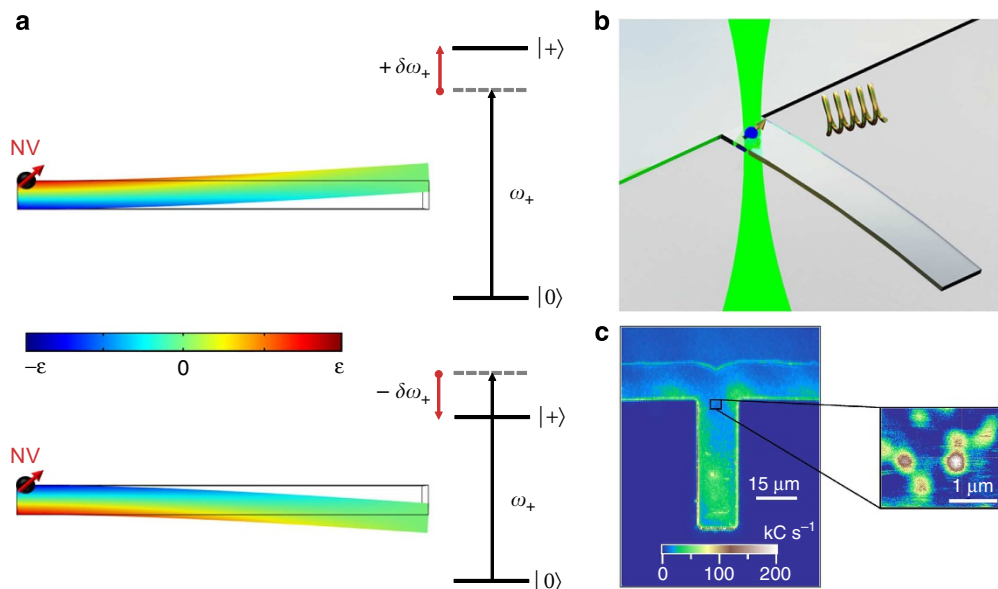 a
NV
+ δω₊
|+⟩
ω₊
|0⟩
−ε 0 ε
NV
− δω₊
|+⟩
ω₊
|0⟩
b
c
15 μm
kC s⁻¹
0 100 200
1 μm